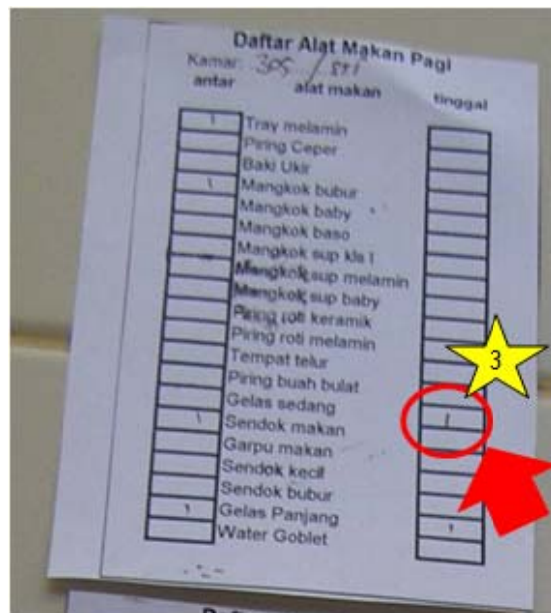 Daftar Alat Makan Pagi
Kamar: 305 /
antar alat makan tinggal
1 Tray melamin
Piring Ceper
Baki Ukir
1 Mangkok bubur
Mangkok baby
Mangkok baso
Mangkok sup kls I
Mangkok sup melamin
Mangkok sup baby
Piring roti keramik
Piring roti melamin
Tempat telur
3
Piring buah bulat
Gelas sedang
1 Sendok makan 1
Garpu makan
Sendok kecil
Sendok bubur
1 Gelas Panjang 1
Water Goblet